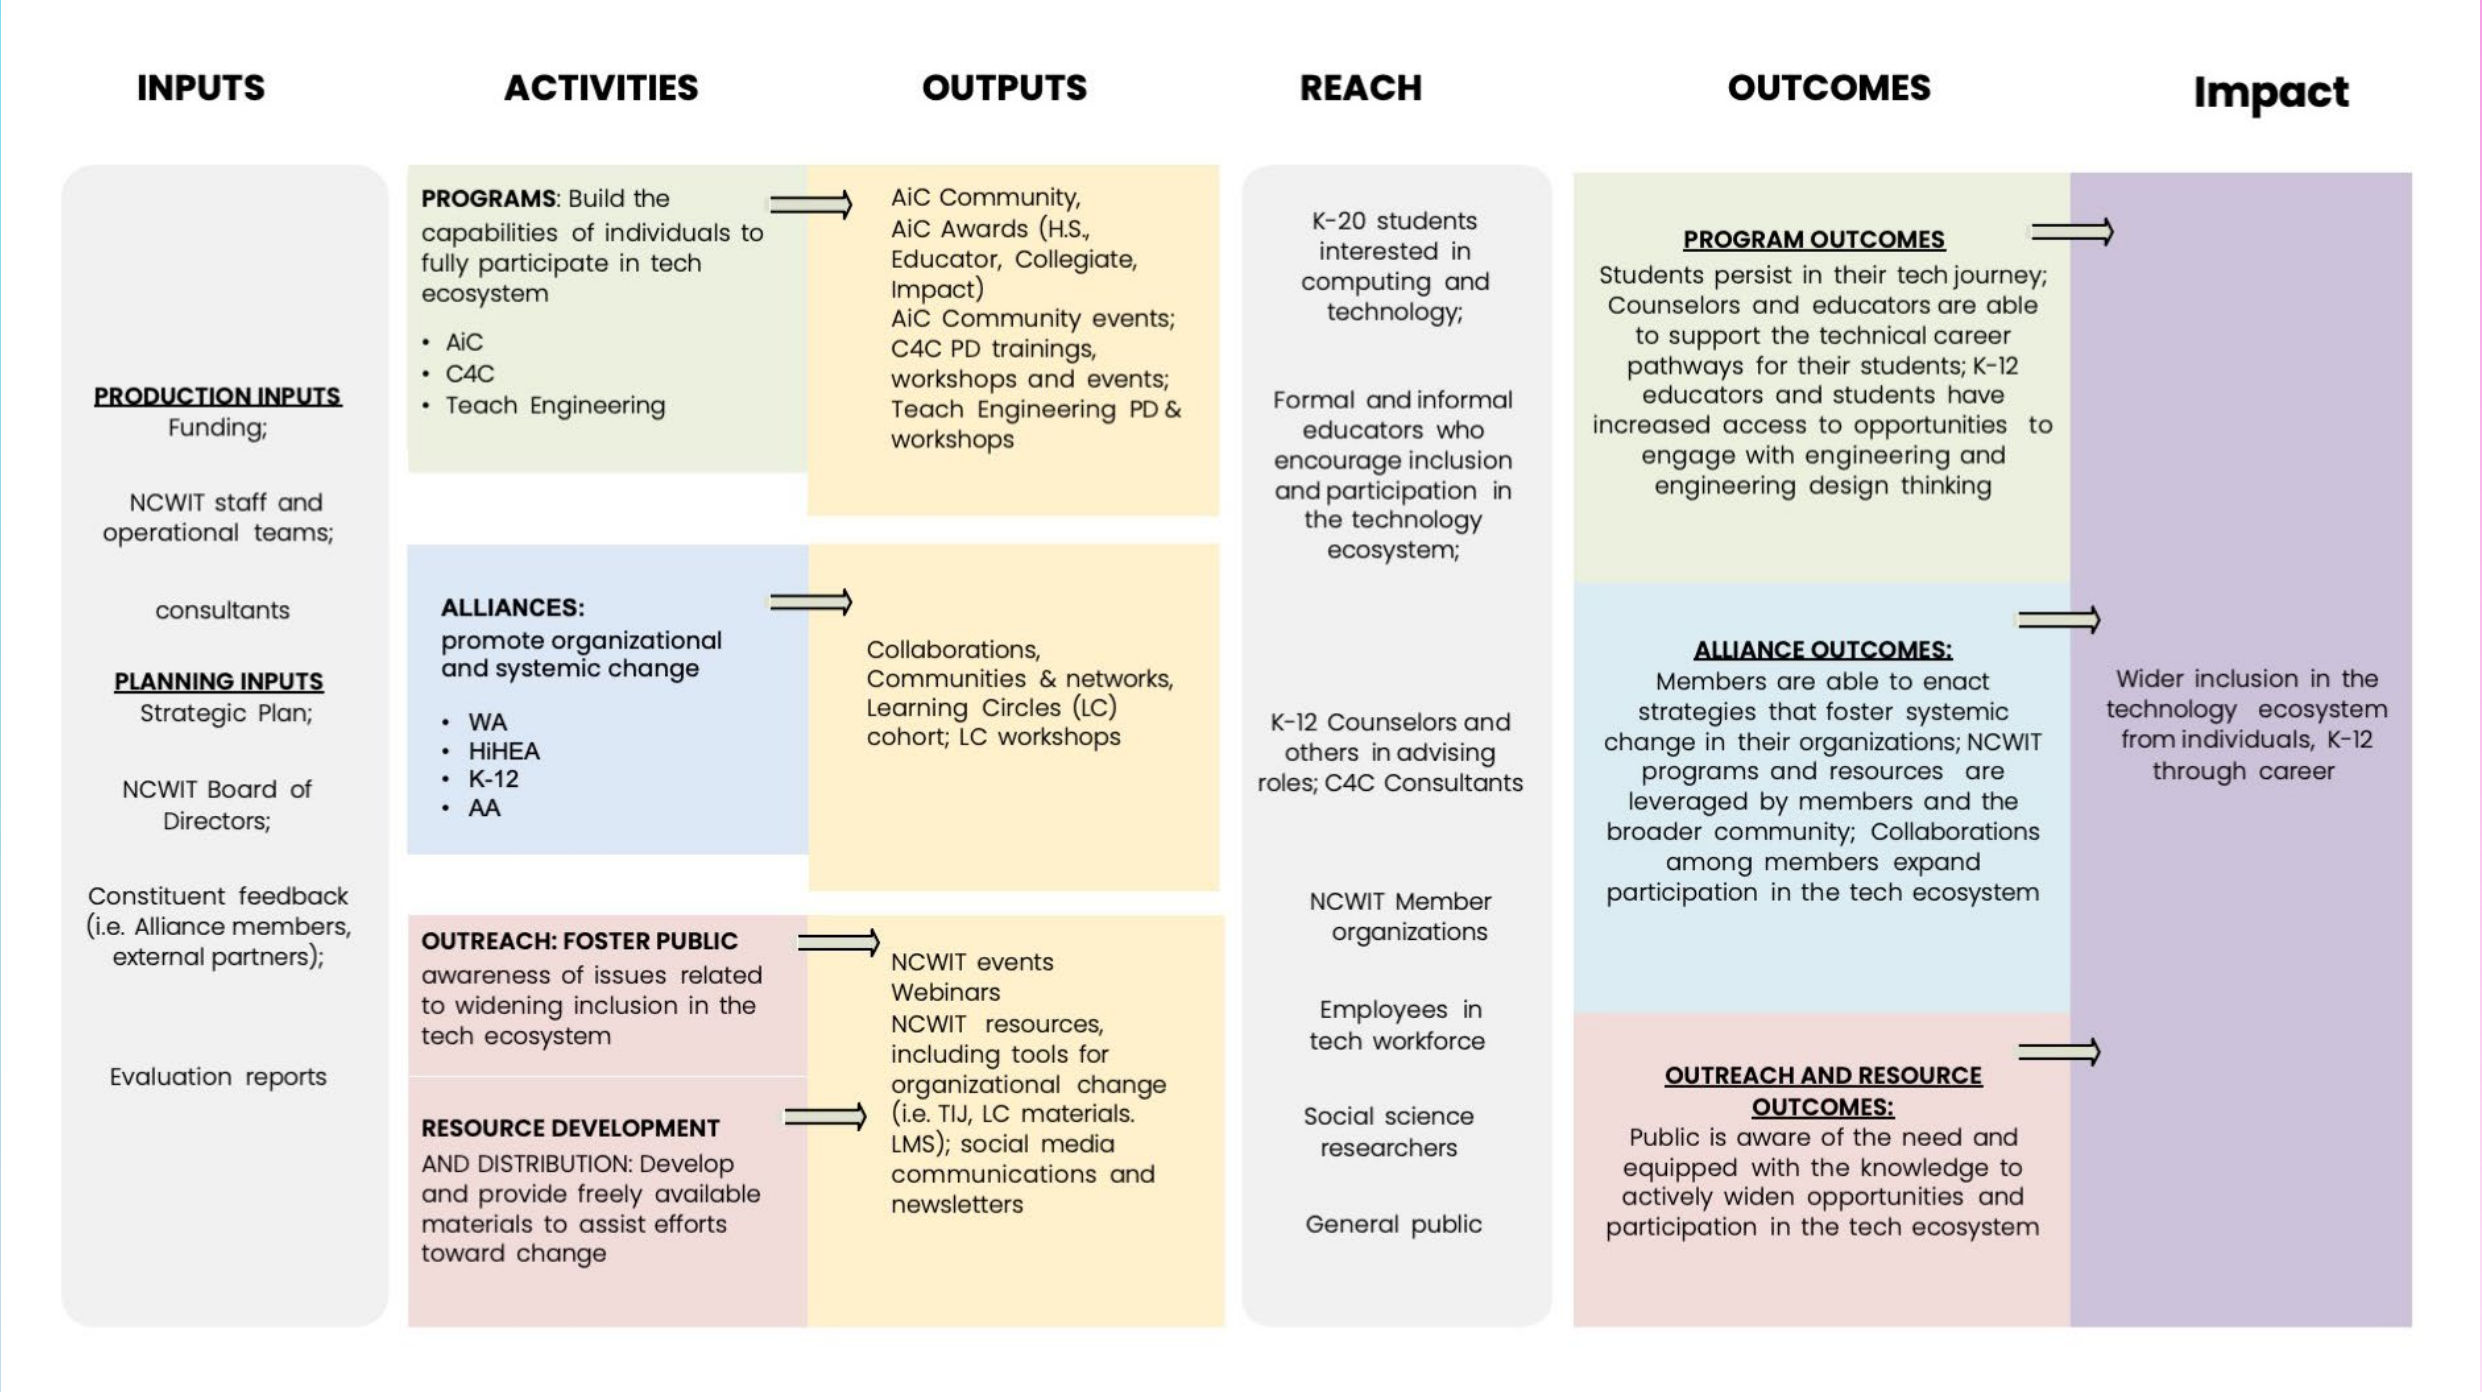 INPUTS
ACTIVITIES
OUTPUTS
REACH
OUTCOMES
Impact
PRODUCTION INPUTS
Funding;
NCWIT staff and
operational teams;
consultants
PLANNING INPUTS
Strategic Plan;
NCWIT Board of
Directors;
Constituent feedback
(i.e. Alliance members,
external partners);
Evaluation reports
PROGRAMS: Build the
capabilities of individuals to
fully participate in tech
ecosystem
• AiC
• C4C
• Teach Engineering
AiC Community,
AiC Awards (H.S.,
Educator, Collegiate,
Impact)
AiC Community events;
C4C PD trainings,
workshops and events;
Teach Engineering PD &
workshops
ALLIANCES:
promote organizational
and systemic change
• WA
• HiHEA
• K-12
• AA
Collaborations,
Communities & networks,
Learning Circles (LC)
cohort; LC workshops
OUTREACH: FOSTER PUBLIC
awareness of issues related
to widening inclusion in the
tech ecosystem
RESOURCE DEVELOPMENT
AND DISTRIBUTION: Develop
and provide freely available
materials to assist efforts
toward change
NCWIT events
Webinars
NCWIT resources,
including tools for
organizational change
(i.e. TIJ, LC materials.
LMS); social media
communications and
newsletters
K-20 students
interested in
computing and
technology;
Formal and informal
educators who
encourage inclusion
and participation in
the technology
ecosystem;
K-12 Counselors and
others in advising
roles; C4C Consultants
NCWIT Member
organizations
Employees in
tech workforce
Social science
researchers
General public
PROGRAM OUTCOMES
Students persist in their tech journey;
Counselors and educators are able
to support the technical career
pathways for their students; K-12
educators and students have
increased access to opportunities to
engage with engineering and
engineering design thinking
ALLIANCE OUTCOMES:
Members are able to enact
strategies that foster systemic
change in their organizations; NCWIT
programs and resources are
leveraged by members and the
broader community; Collaborations
among members expand
participation in the tech ecosystem
OUTREACH AND RESOURCE
OUTCOMES:
Public is aware of the need and
equipped with the knowledge to
actively widen opportunities and
participation in the tech ecosystem
Wider inclusion in the
technology ecosystem
from individuals, K-12
through career